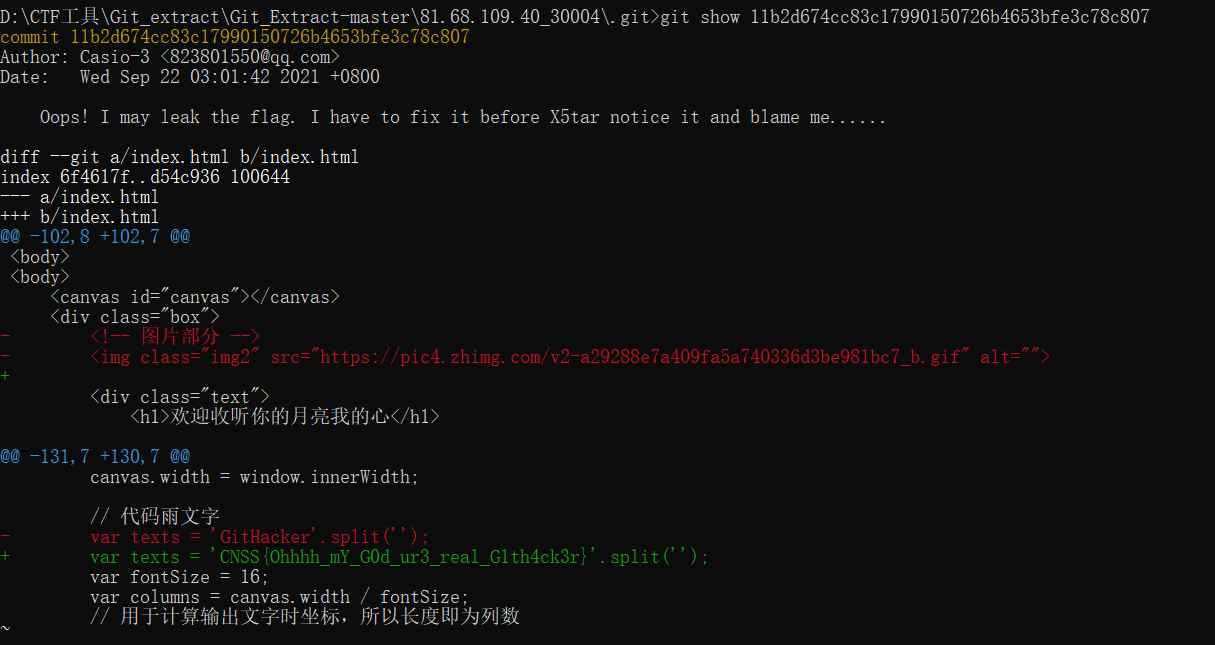 D:\CTF工具\Git_extract\Git_Extract-master\81.68.109.40_30004\.git>git show 11b2d674cc83c17990150726b4653bfe3c78c807
commit 11b2d674cc83c17990150726b4653bfe3c78c807
Author: Casio-3 <823801550@qq.com>
Date:   Wed Sep 22 03:01:42 2021 +0800
    Oops! I may leak the flag. I have to fix it before X5tar notice it and blame me......
diff --git a/index.html b/index.html
index 6f4617f..d54c936 100644
--- a/index.html
+++ b/index.html
@@ -102,8 +102,7 @@
 <body>
 <body>
     <canvas id="canvas"></canvas>
     <div class="box">
-        <!-- 图片部分 -->
-        <img class="img2" src="https://pic4.zhimg.com/v2-a29288e7a409fa5a740336d3be981bc7_b.gif" alt="">
+
         <div class="text">
             <h1>欢迎收听你的月亮我的心</h1>
@@ -131,7 +130,7 @@
         canvas.width = window.innerWidth;
         // 代码雨文字
-        var texts = 'GitHacker'.split('');
+        var texts = 'CNSS{Ohhhh_mY_G0d_ur3_real_G1th4ck3r}'.split('');
         var fontSize = 16;
         var columns = canvas.width / fontSize;
         // 用于计算输出文字时坐标，所以长度即为列数
~